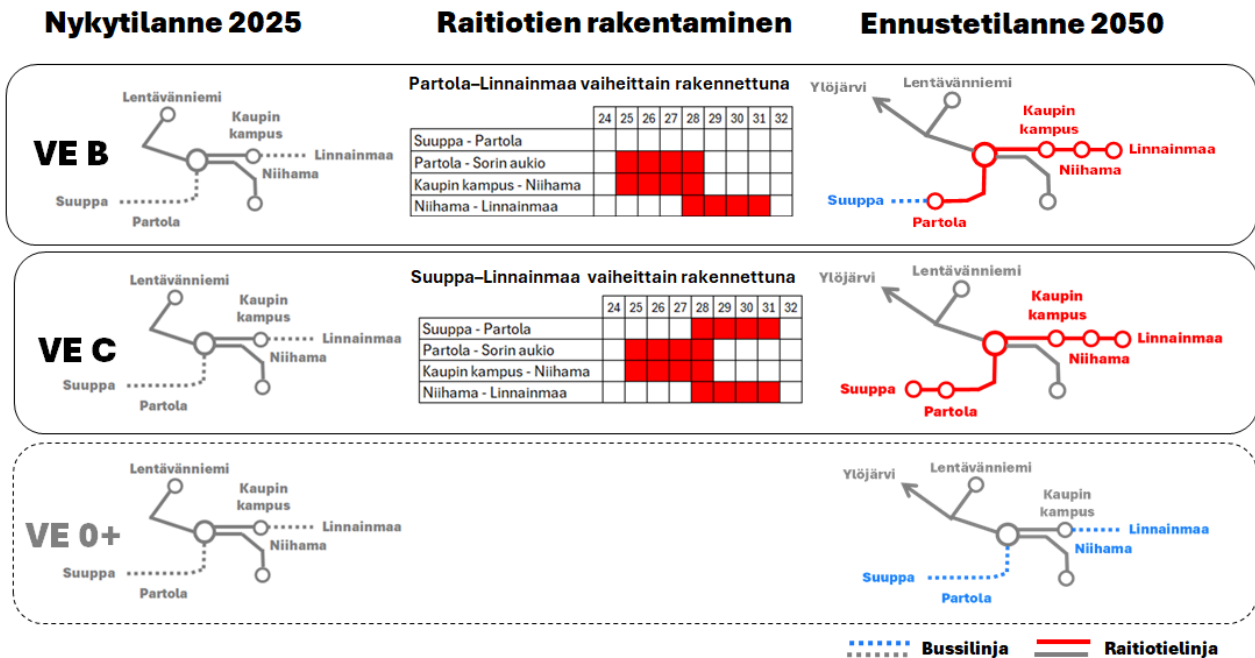 Nykytilanne 2025
Raitiotien rakentaminen
Ennustetilanne 2050
VE B
Lentävänniemi
Kaupin
kampus
Linnainmaa
Niihama
Suuppa
Partola
Partola–Linnainmaa vaiheittain rakennettuna
24 25 26 27 28 29 30 31 32
Suuppa - Partola
Partola - Sorin aukio
Kaupin kampus - Niihama
Niihama - Linnainmaa
Ylöjärvi
Lentävänniemi
Kaupin
kampus
Linnainmaa
Niihama
Suuppa
Partola
VE C
Lentävänniemi
Kaupin
kampus
Linnainmaa
Niihama
Suuppa
Partola
Suuppa–Linnainmaa vaiheittain rakennettuna
24 25 26 27 28 29 30 31 32
Suuppa - Partola
Partola - Sorin aukio
Kaupin kampus - Niihama
Niihama - Linnainmaa
Ylöjärvi
Lentävänniemi
Kaupin
kampus
Linnainmaa
Niihama
Suuppa
Partola
VE 0+
Lentävänniemi
Kaupin
kampus
Linnainmaa
Niihama
Suuppa
Partola
Ylöjärvi
Lentävänniemi
Kaupin
kampus
Linnainmaa
Niihama
Suuppa
Partola
Bussilinja
Raitiotielinja